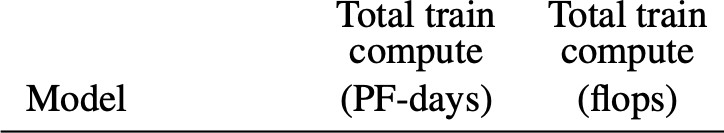 Total train Total train
compute compute
Model (PF-days) (flops)